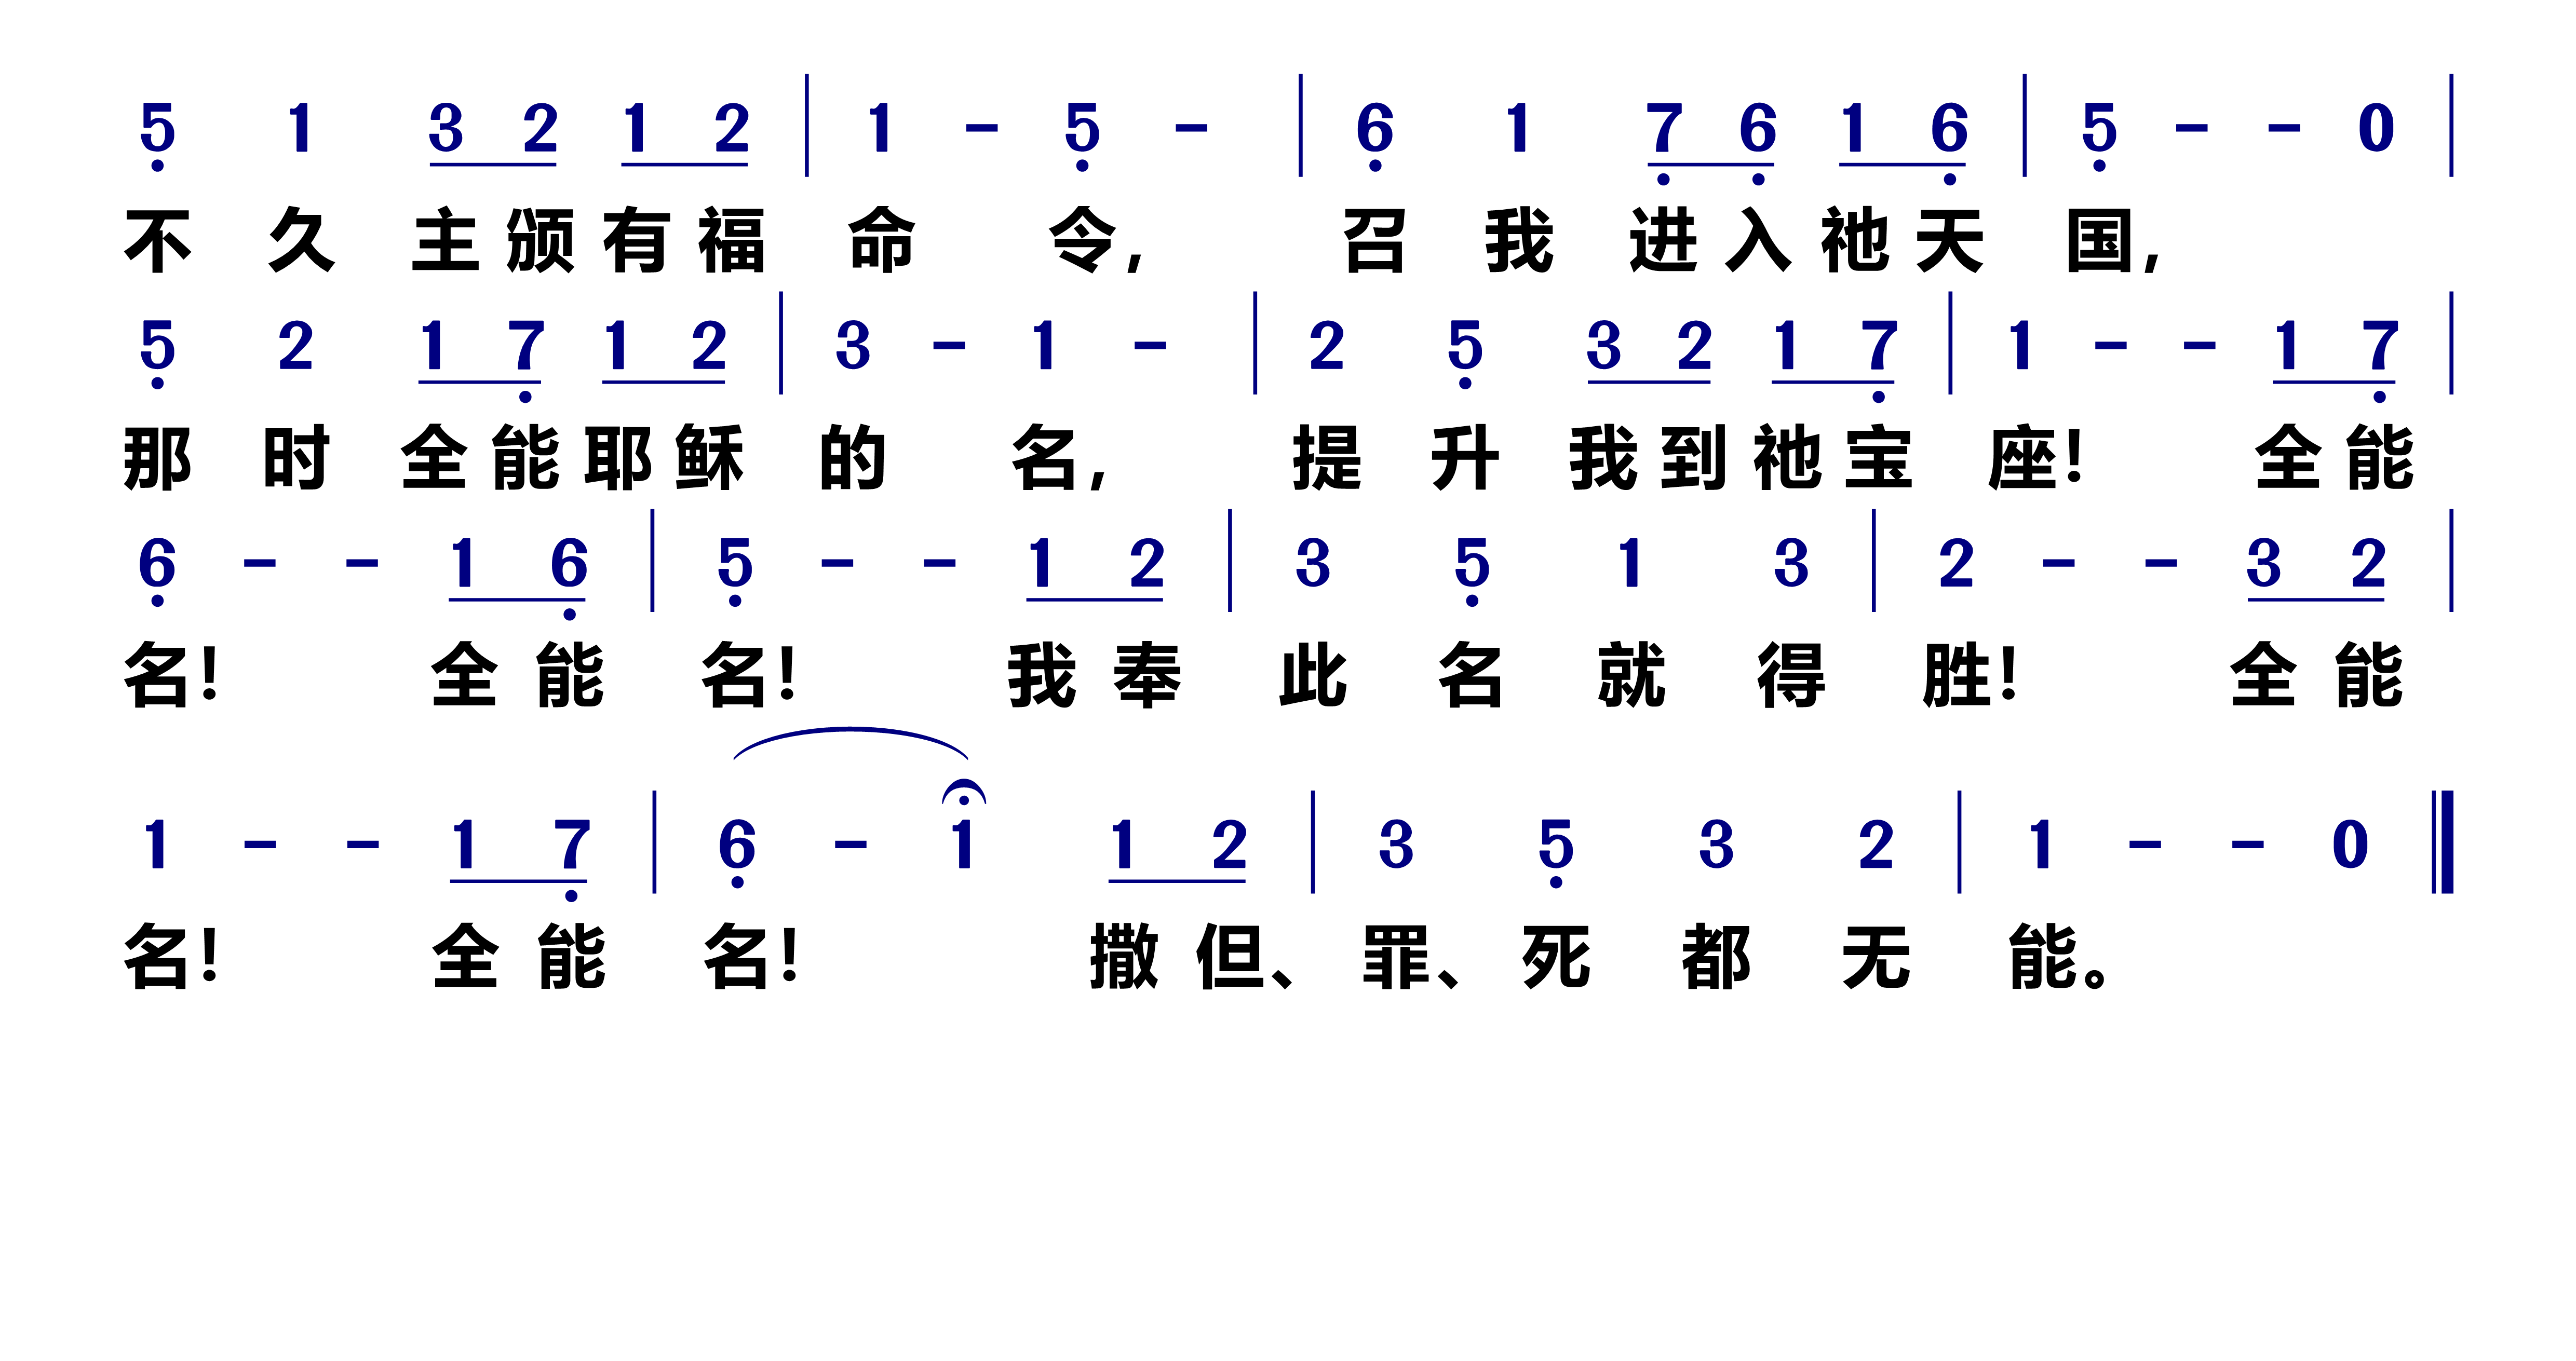 5̣ 1 3 2 1 2 | 1 - 5̣ - | 6̣ 1 7̣ 6̣ 1 6̣ | 5̣ - - 0 |
不久主颁有福命令，召我进入祂天国，
5̣ 2 1 7̣ 1 2 | 3 - 1 - | 2 5̣ 3 2 1 7̣ | 1 - - 1 7̣ |
那时全能耶稣的名，提升我到祂宝座！全能
6̣ - - 1 6̣ | 5̣ - - 1 2 | 3 5̣ 1 3 | 2 - - 3 2 |
名！全能名！我奉此名就得胜！全能
1 - - 1 7̣ | 6̣ - 1 1 2 | 3 5̣ 3 2 | 1 - - 0 ‖
名！全能名！撒但、罪、死都无能。